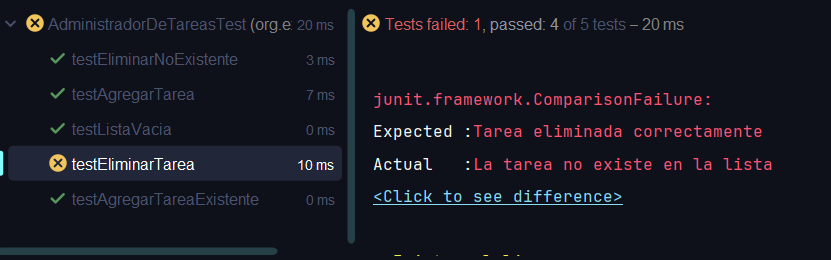 AdministradorDeTareasTest (org.e 20 ms
testEliminarNoExistente 3 ms
testAgregarTarea 7 ms
testListaVacia 0 ms
testEliminarTarea 10 ms
testAgregarTareaExistente 0 ms
Tests failed: 1, passed: 4 of 5 tests – 20 ms
junit.framework.ComparisonFailure:
Expected :Tarea eliminada correctamente
Actual   :La tarea no existe en la lista
<Click to see difference>